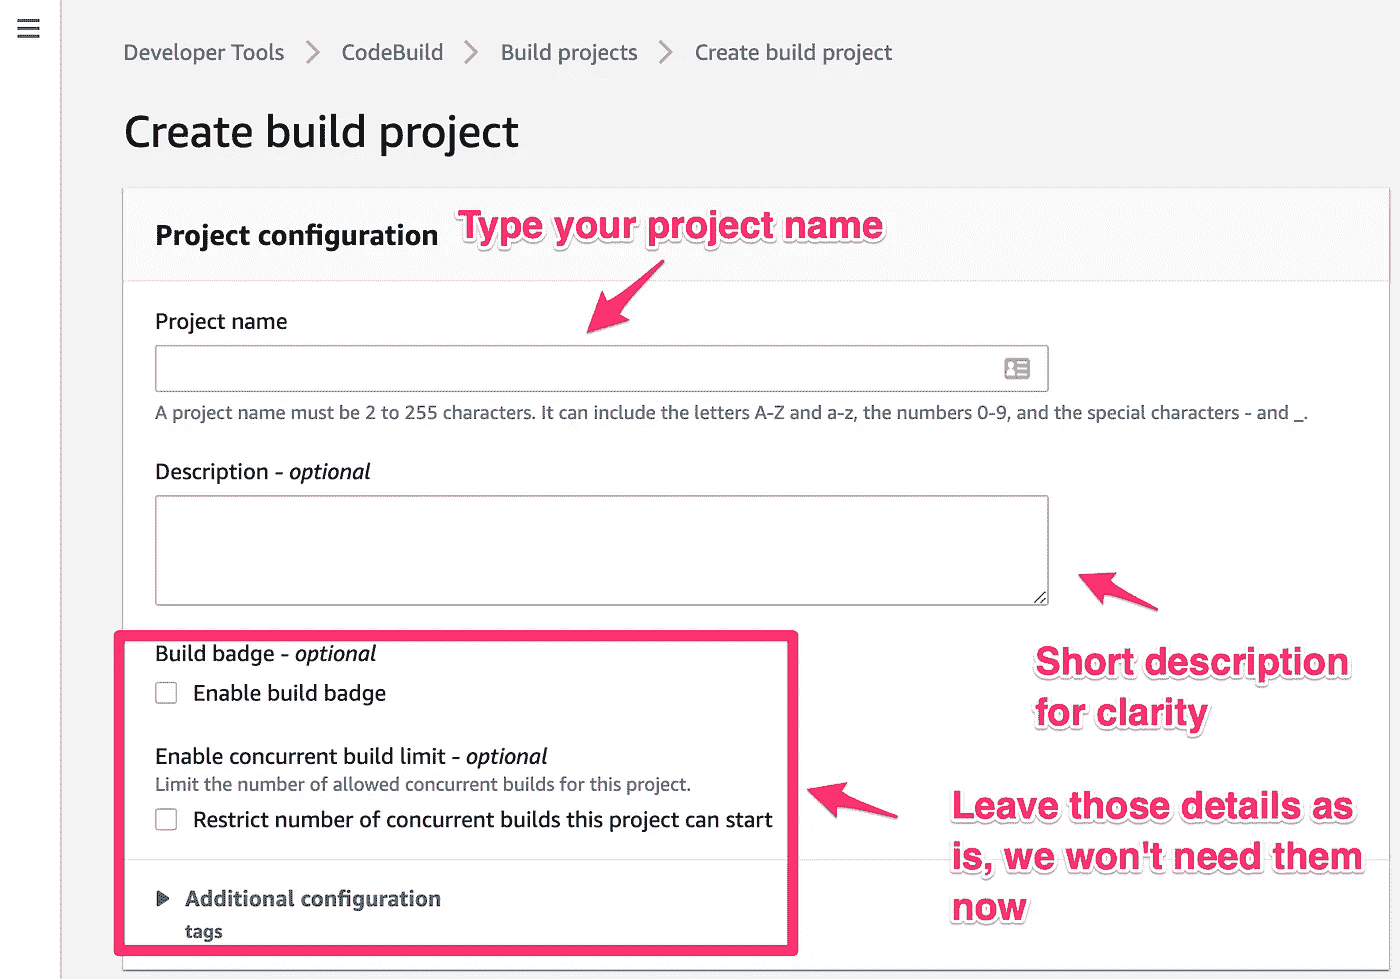 Developer Tools > CodeBuild > Build projects > Create build project
Create build project
Project configuration
Type your project name
Project name
A project name must be 2 to 255 characters. It can include the letters A-Z and a-z, the numbers 0-9, and the special characters - and _.
Description - optional
Short description
for clarity
Build badge - optional
Enable build badge
Enable concurrent build limit - optional
Limit the number of allowed concurrent builds for this project.
Restrict number of concurrent builds this project can start
Leave those details as
is, we won't need them
now
Additional configuration
tags